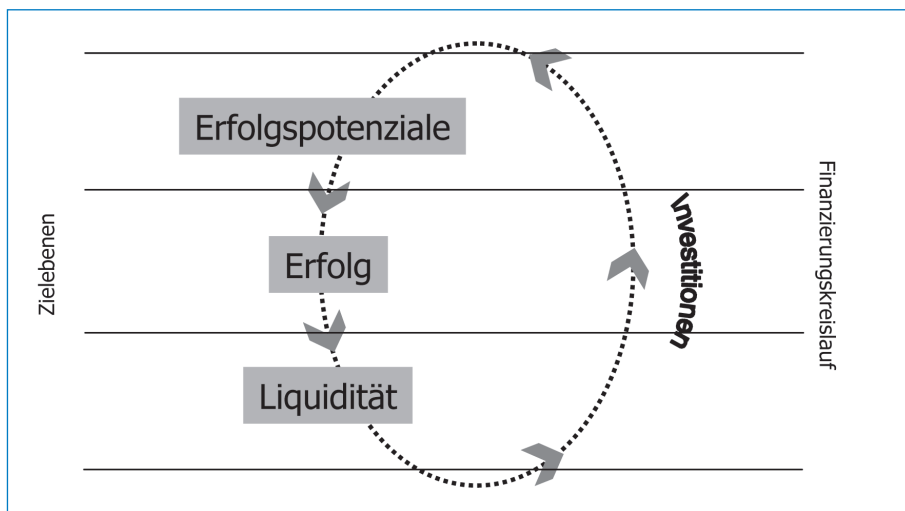 Erfolgspotenziale
Erfolg
Liquidität
Zielebenen
Investitionen
Finanzierungskreislauf